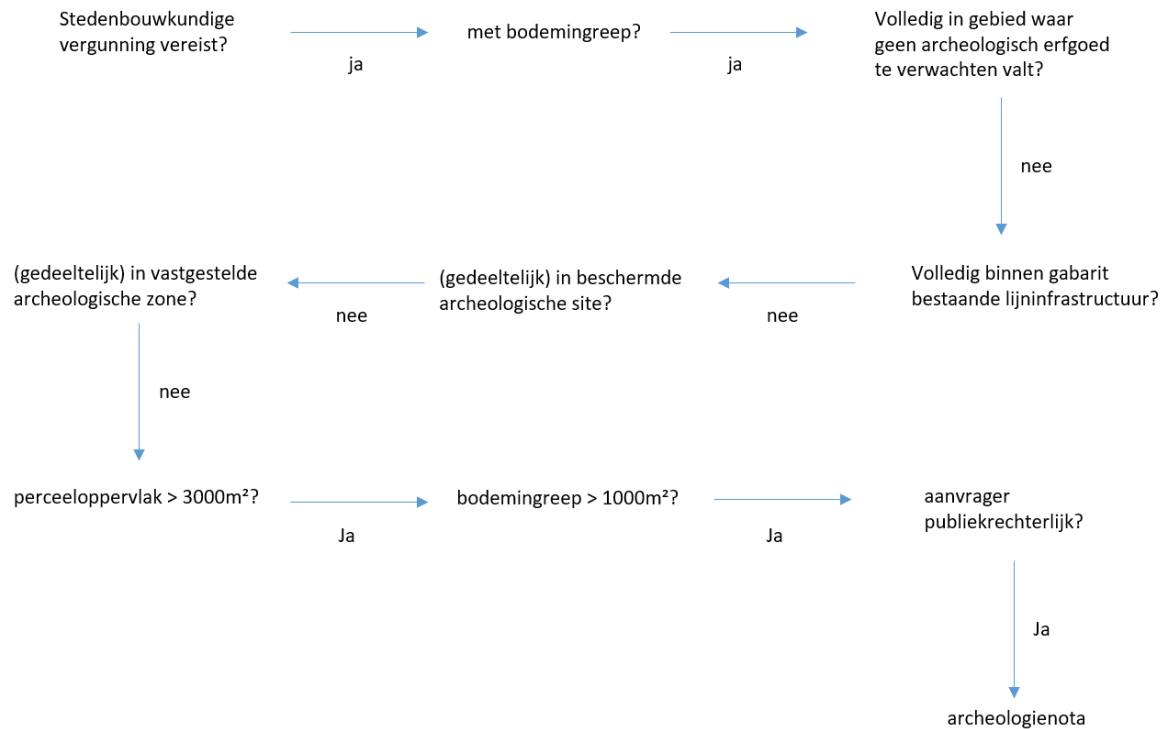 Stedenbouwkundige
vergunning vereist?
ja
met bodemingreep?
ja
Volledig in gebied waar
geen archeologisch erfgoed
te verwachten valt?
nee
Volledig binnen gabarit
bestaande lijninfrastructuur?
nee
(gedeeltelijk) in beschermde
archeologische site?
nee
(gedeeltelijk) in vastgestelde
archeologische zone?
nee
perceeloppervlak > 3000m²?
Ja
bodemingreep > 1000m²?
Ja
aanvrager
publiekrechterlijk?
Ja
archeologienota